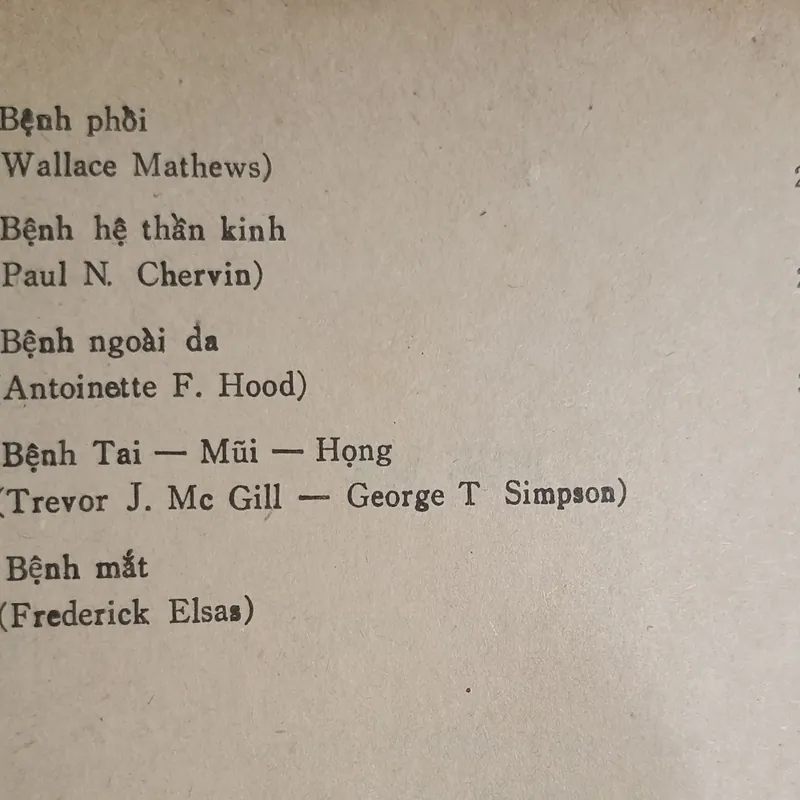 Bệnh phồi
Wallace Mathews)
Bệnh hệ thần kinh
Paul N. Chervin)
Bệnh ngoài da
Antoinette F. Hood)
Bệnh Tai — Mũi — Họng
(Trevor J. Mc Gill — George T Simpson)
Bệnh mắt
(Frederick Elsas)